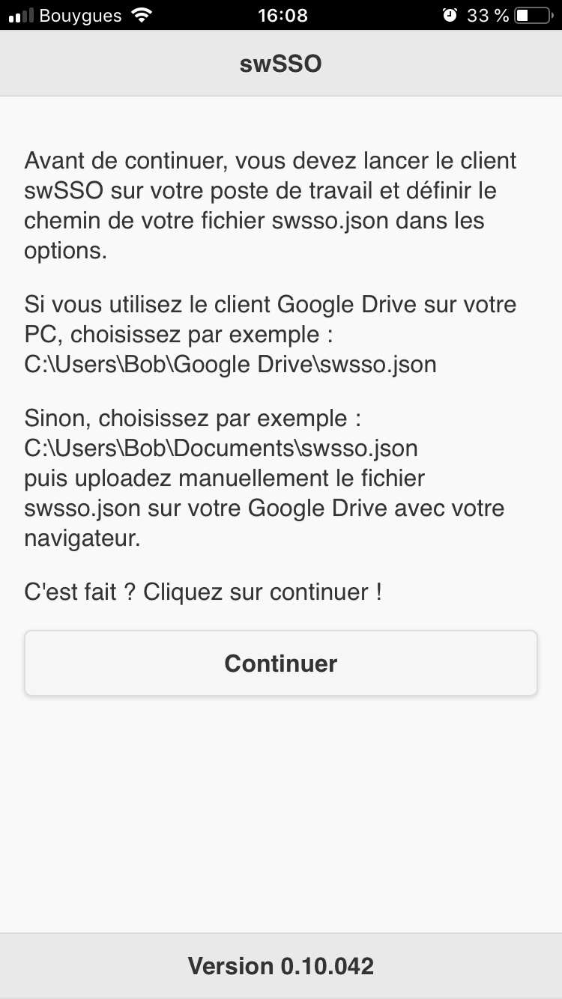 Bouygues 16:08 33 %
swSSO
Avant de continuer, vous devez lancer le client
swSSO sur votre poste de travail et définir le
chemin de votre fichier swsso.json dans les
options.
Si vous utilisez le client Google Drive sur votre
PC, choisissez par exemple :
C:\Users\Bob\Google Drive\swsso.json
Sinon, choisissez par exemple :
C:\Users\Bob\Documents\swsso.json
puis uploadez manuellement le fichier
swsso.json sur votre Google Drive avec votre
navigateur.
C'est fait ? Cliquez sur continuer !
Continuer
Version 0.10.042